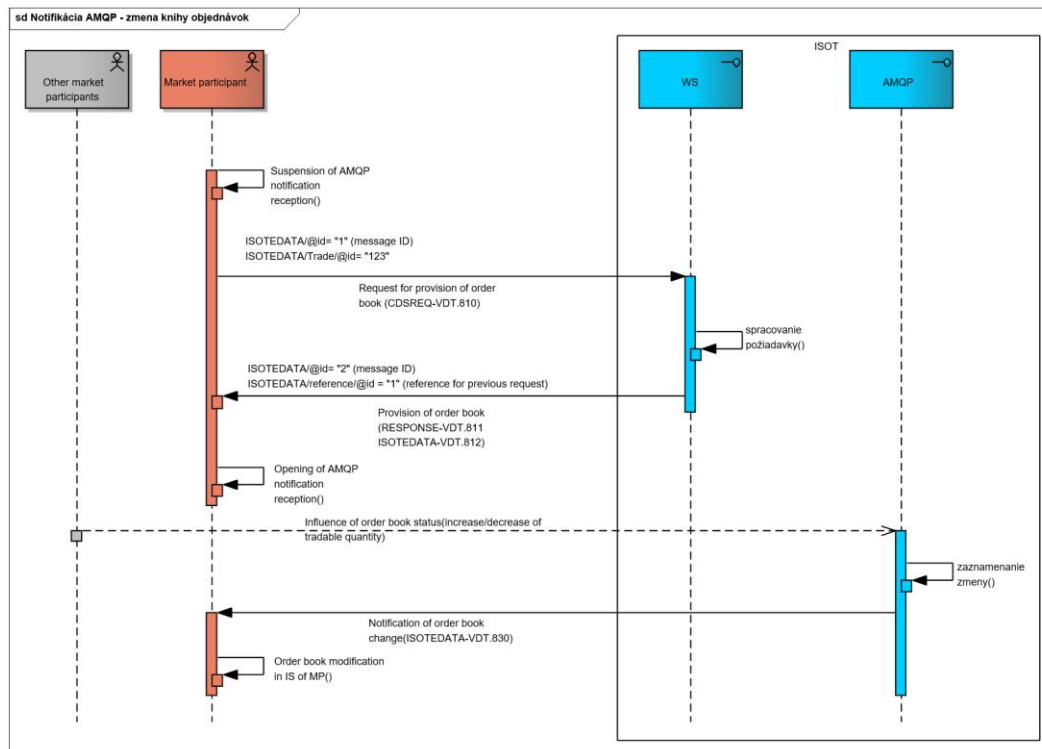 sd Notifikácia AMQP - zmena knihy objednávok
ISOT
Other market
participants
Market participant
WS
AMQP
Suspension of AMQP
notification
reception()
ISOTEDATA/@id= "1" (message ID)
ISOTEDATA/Trade/@id= "123"
Request for provision of order
book (CDSREQ-VDT.810)
spracovanie
požiadavky()
ISOTEDATA/@id= "2" (message ID)
ISOTEDATA/reference/@id = "1" (reference for previous request)
Provision of order book
(RESPONSE-VDT.811
ISOTEDATA-VDT.812)
Opening of AMQP
notification
reception()
Influence of order book status(increase/decrease of
tradable quantity)
zaznamenanie
zmeny()
Notification of order book
change(ISOTEDATA-VDT.830)
Order book modification
in IS of MP()